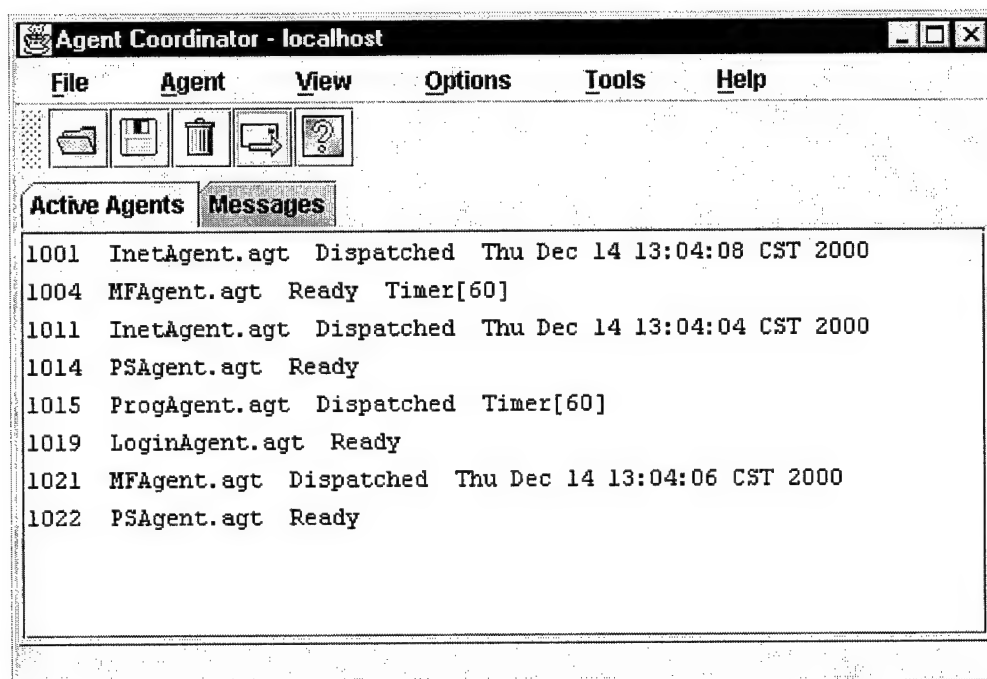 Agent Coordinator - localhost
File Agent View Options Tools Help
Active Agents Messages
1001 InetAgent.agt Dispatched Thu Dec 14 13:04:08 CST 2000
1004 MFAgent.agt Ready Timer[60]
1011 InetAgent.agt Dispatched Thu Dec 14 13:04:04 CST 2000
1014 PSAgent.agt Ready
1015 ProgAgent.agt Dispatched Timer[60]
1019 LoginAgent.agt Ready
1021 MFAgent.agt Dispatched Thu Dec 14 13:04:06 CST 2000
1022 PSAgent.agt Ready